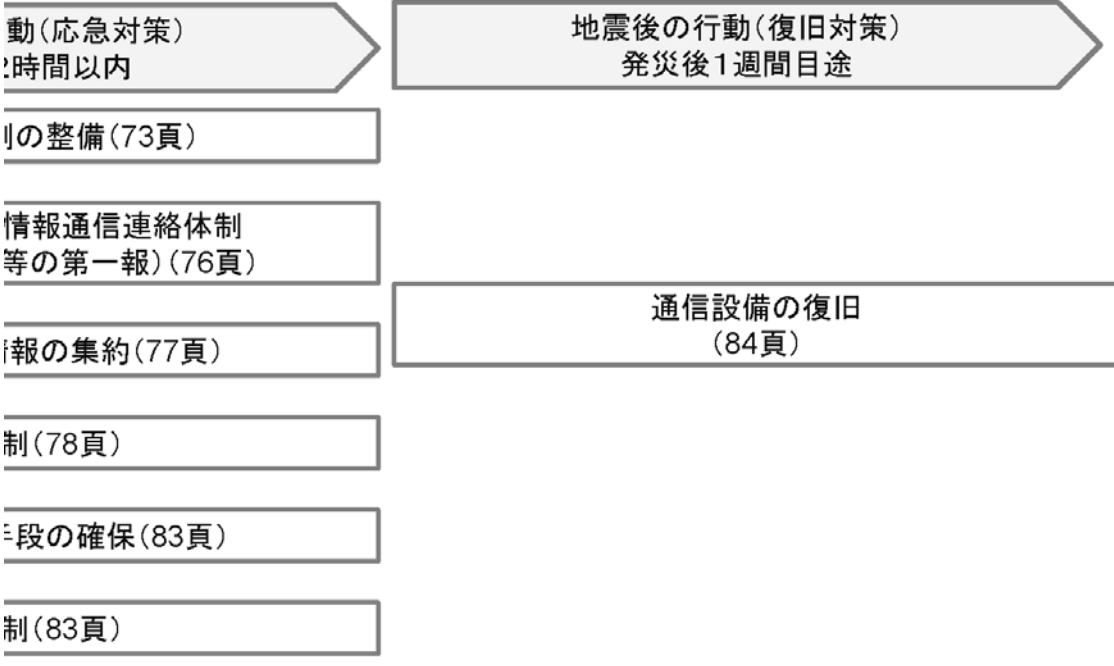 動(応急対策)
2時間以内
地震後の行動(復旧対策)
発災後1週間目途
の整備(73頁)
情報通信連絡体制
等の第一報)(76頁)
通信設備の復旧
(84頁)
報の集約(77頁)
制(78頁)
段の確保(83頁)
制(83頁)